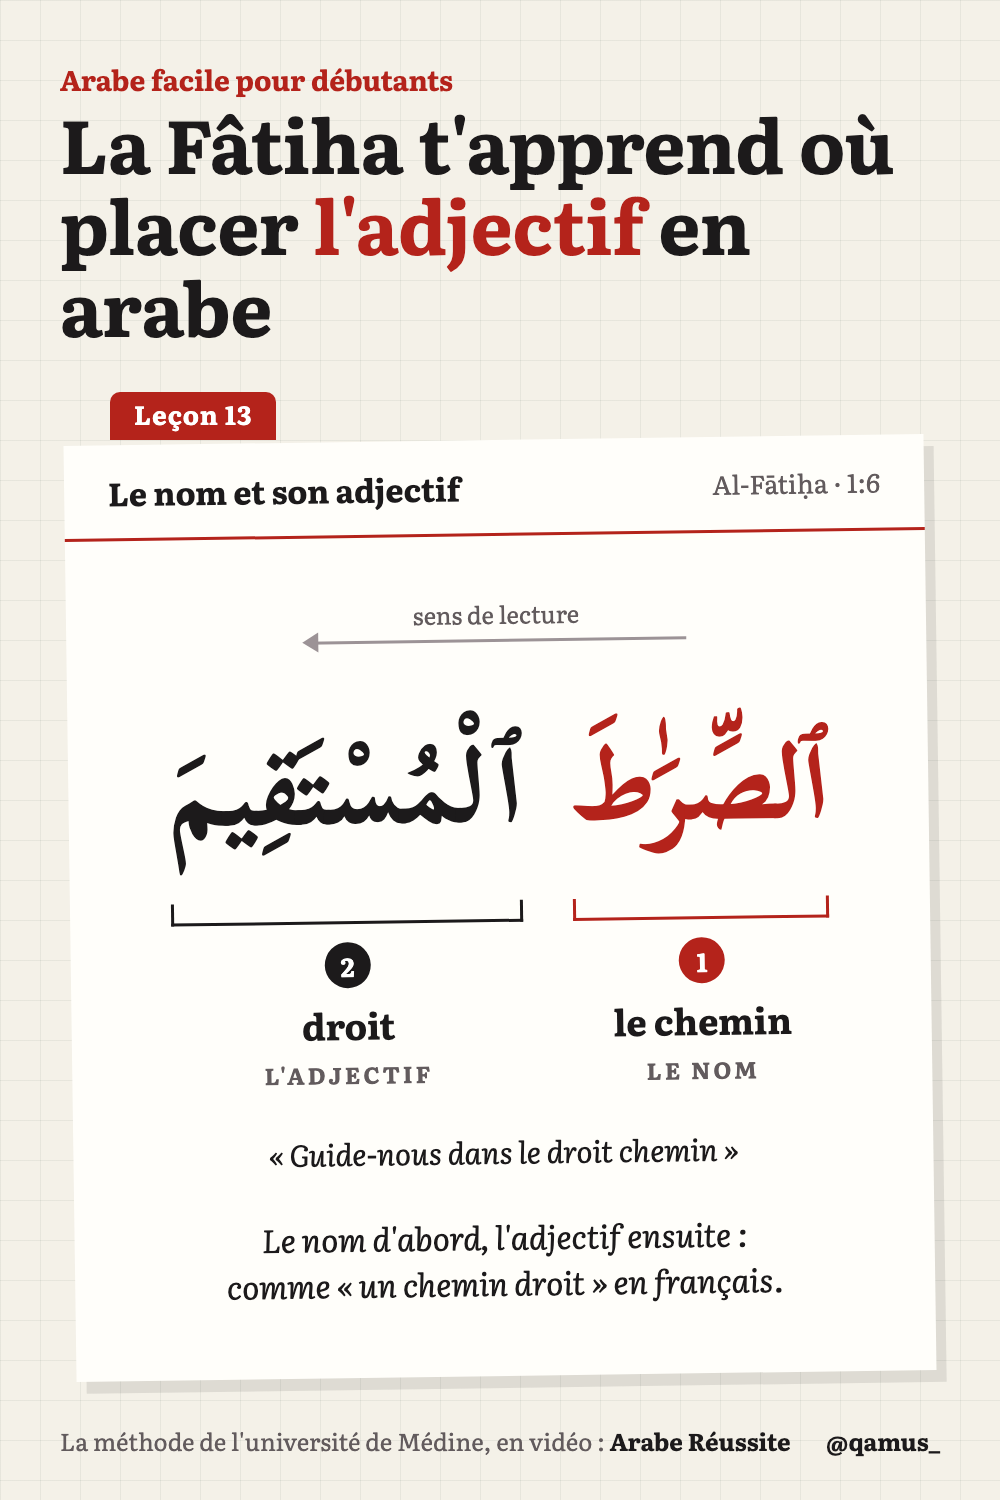 Arabe facile pour débutants
La Fâtiha t'apprend où
placer l'adjectif en
arabe
Leçon 13
Le nom et son adjectif
Al-Fātiḥa · 1:6
sens de lecture
ٱلصِّرَٰطَ ٱلْمُسْتَقِيمَ
1
le chemin
LE NOM
2
droit
L'ADJECTIF
« Guide-nous dans le droit chemin »
Le nom d'abord, l'adjectif ensuite :
comme « un chemin droit » en français.
La méthode de l'université de Médine, en vidéo : Arabe Réussite
@qamus_